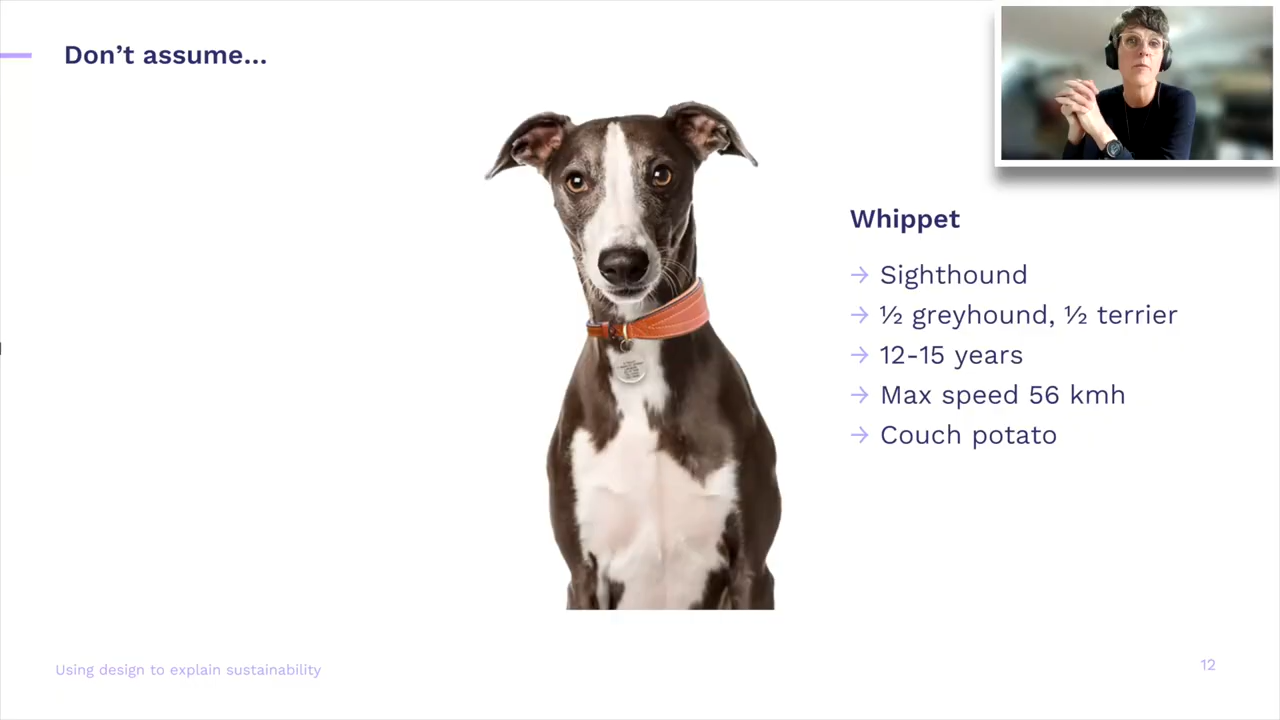 Don't assume...
Whippet
→ Sighthound
→ ½ greyhound, ½ terrier
→ 12-15 years
→ Max speed 56 kmh
→ Couch potato
Using design to explain sustainability
12